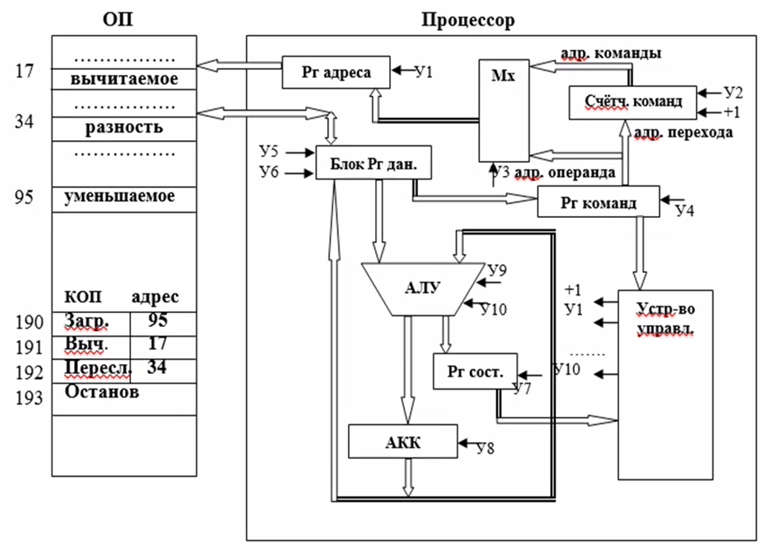 ОП
Процессор
17
вычитаемое
34
разность
95
уменьшаемое
КОП адрес
190 Загр. 95
191 Выч. 17
192 Пересл. 34
193 Останов
Рг адреса
У1
Мх
адр. команды
Счётч. команд
У2
+1
адр. перехода
У5
У6
Блок Рг дан.
У3 адр. операнда
Рг команд
У4
АЛУ
У9
У10
+1
У1
.......
У10
Устр-во
управл.
Рг сост.
У7
АКК
У8